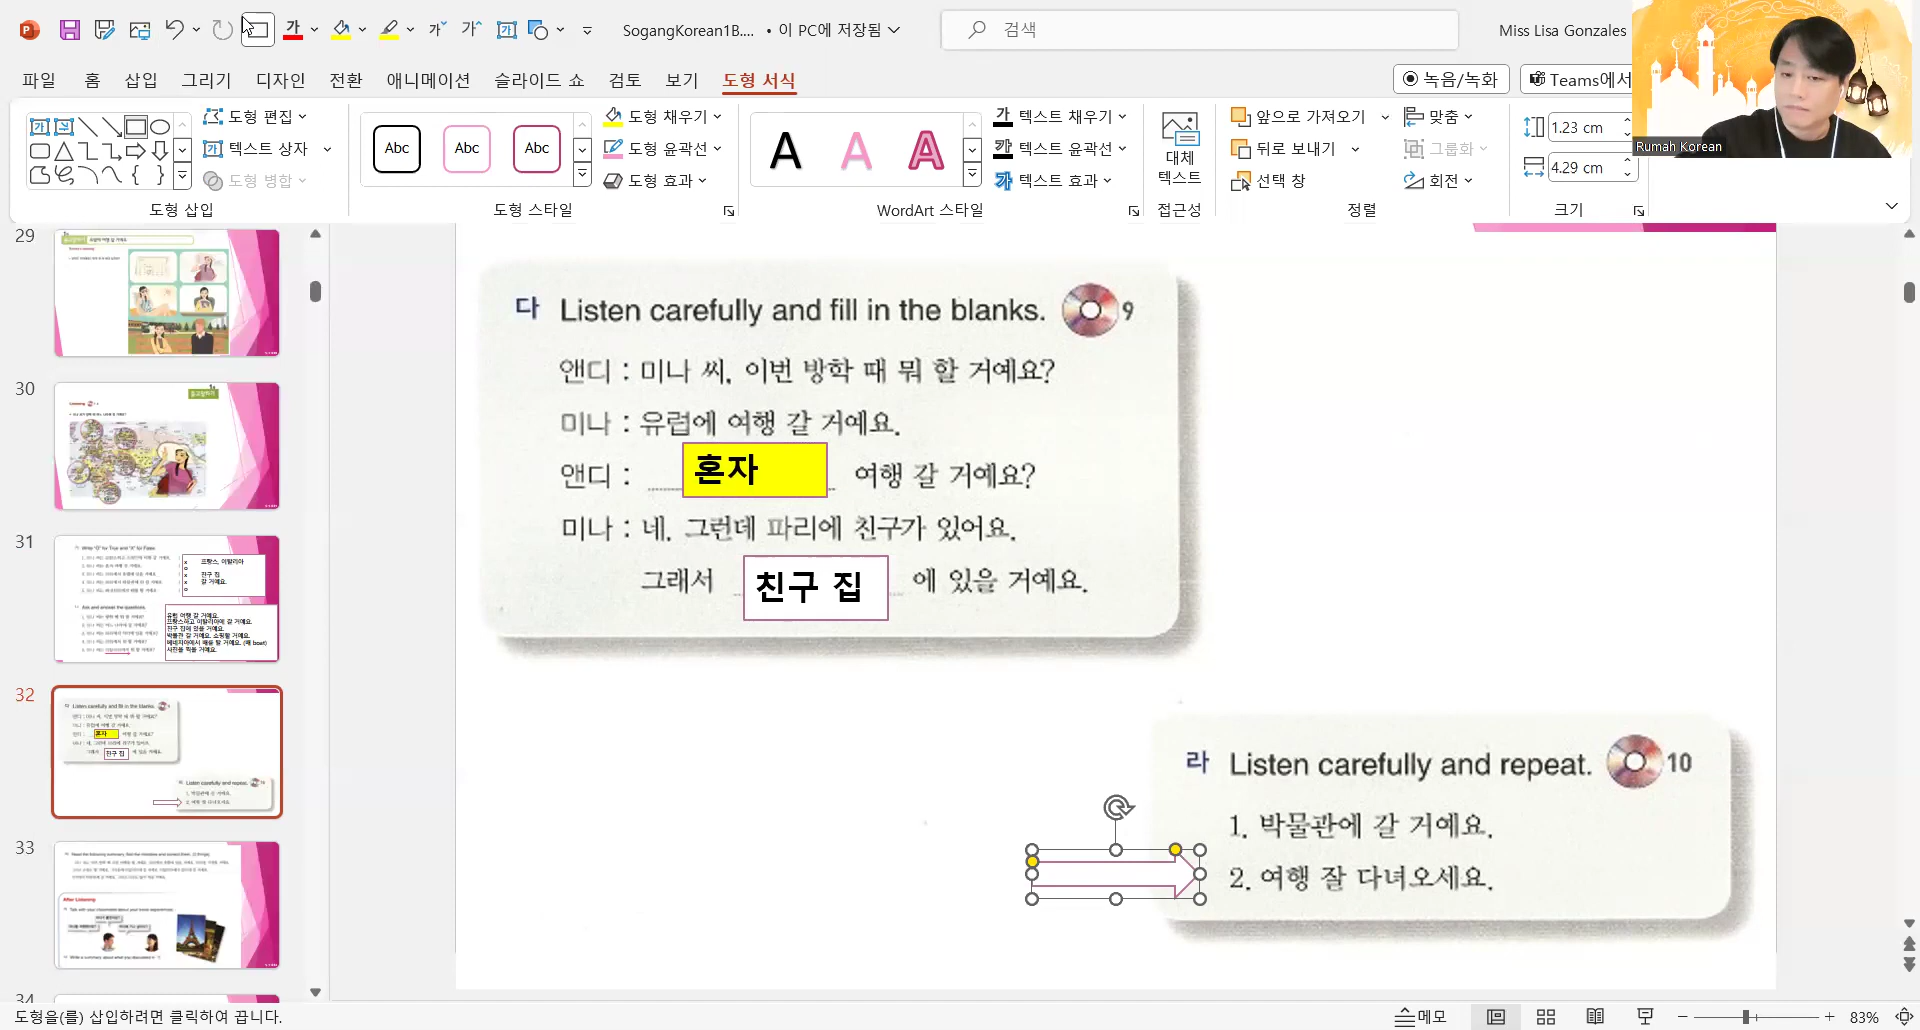 SogangKorean1B.... • 이 PC에 저장됨
검색
Miss Lisa Gonzales
파일 홈 삽입 그리기 디자인 전환 애니메이션 슬라이드 쇼 검토 보기 도형 서식
녹음/녹화 Teams에서
Rumah Korean
도형 편집
텍스트 상자
도형 병합
도형 삽입
Abc Abc Abc
도형 채우기
도형 윤곽선
도형 효과
도형 스타일
A A A
텍스트 채우기
텍스트 윤곽선
텍스트 효과
WordArt 스타일
대체
텍스트
접근성
앞으로 가져오기
뒤로 보내기
선택 창
맞춤
그룹화
회전
정렬
1.23 cm
4.29 cm
크기
29
30
31
32
33
34
다 Listen carefully and fill in the blanks. 9
앤디 : 미나 씨, 이번 방학 때 뭐 할 거예요?
미나 : 유럽에 여행 갈 거예요.
앤디 : 혼자 여행 갈 거예요?
미나 : 네. 그런데 파리에 친구가 있어요.
그래서 친구 집 에 있을 거예요.
라 Listen carefully and repeat. 10
1. 박물관에 갈 거예요.
2. 여행 잘 다녀오세요.
도형을(를) 삽입하려면 클릭하여 끕니다.
메모
83%